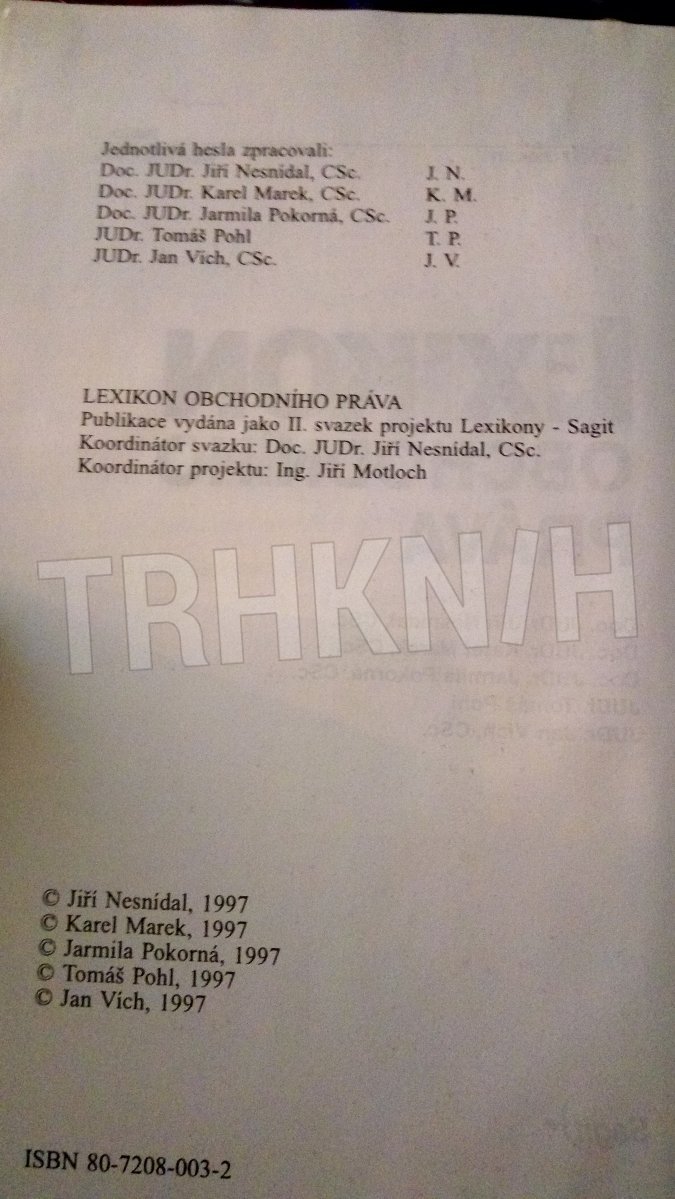 Jednotlivá hesla zpracovali:
Doc. JUDr. Jiří Nesnídal, CSc. J. N.
Doc. JUDr. Karel Marek, CSc. K. M.
Doc. JUDr. Jarmila Pokorná, CSc. J. P.
JUDr. Tomáš Pohl T. P.
JUDr. Jan Vích, CSc. J. V.
LEXIKON OBCHODNÍHO PRÁVA
Publikace vydána jako II. svazek projektu Lexikony - Sagit
Koordinátor svazku: Doc. JUDr. Jiří Nesnídal, CSc.
Koordinátor projektu: Ing. Jiří Motloch
TRHKNIH
© Jiří Nesnídal, 1997
© Karel Marek, 1997
© Jarmila Pokorná, 1997
© Tomáš Pohl, 1997
© Jan Vích, 1997
ISBN 80-7208-003-2